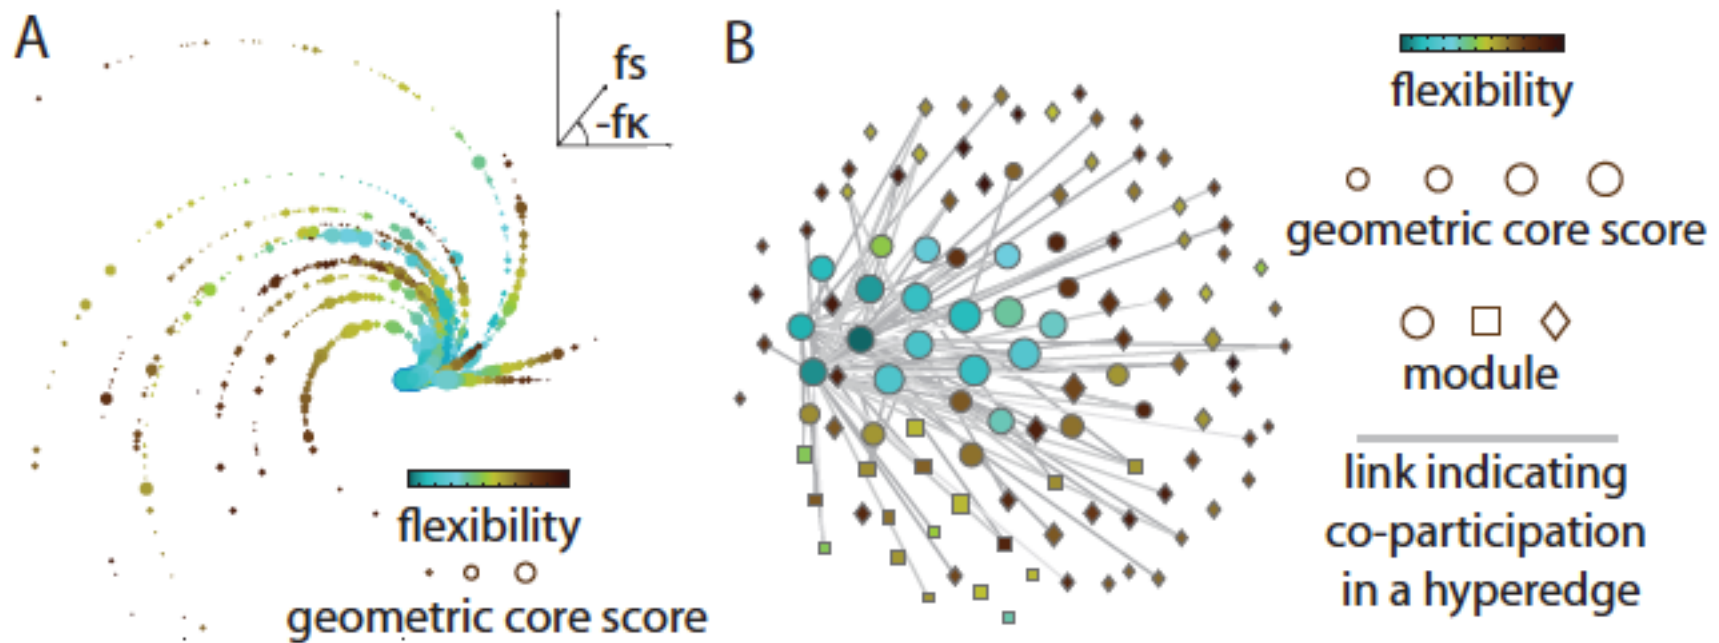 A
fs
-fκ
flexibility
geometric core score
B
flexibility
geometric core score
module
link indicating
co-participation
in a hyperedge